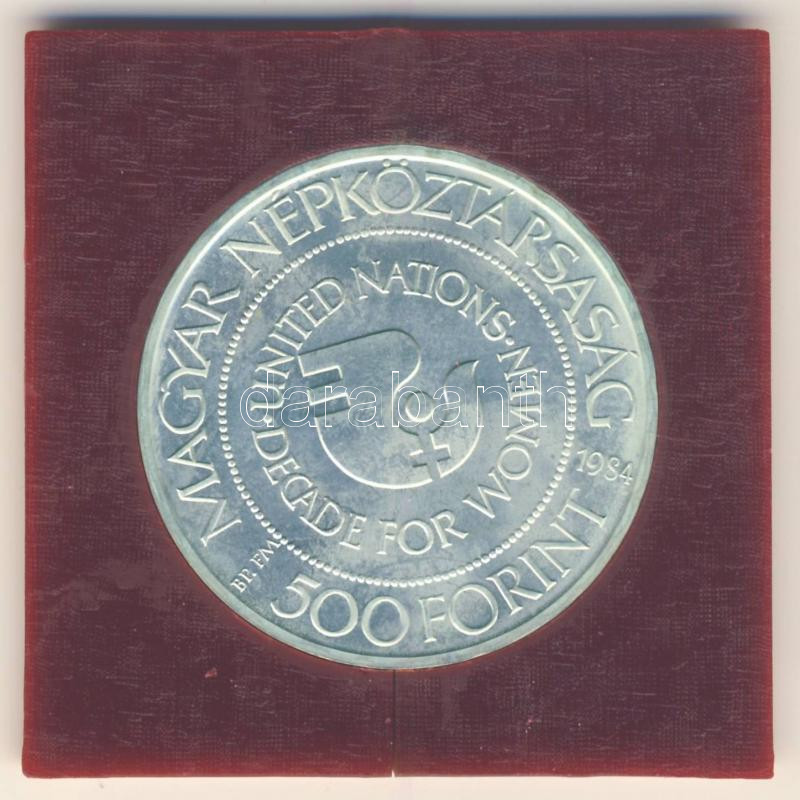 MAGYAR NÉPKÖZTÁRSASÁG
1984
500 FORINT
BP. FM.
UNITED NATIONS · DECADE FOR WOMEN ·
darabanth